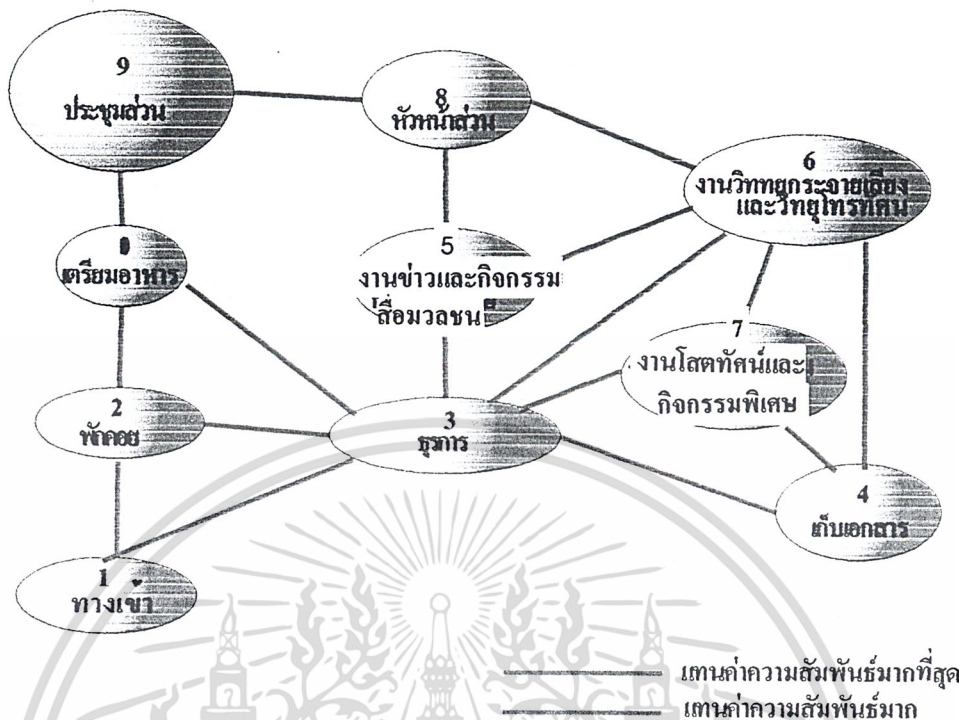 9
ประชุมส่วน
8
หัวหน้าส่วน
6
งานวิทยุกระจายเสียง
และวิทยุโทรทัศน์
เตรียมอาหาร
5
งานข่าวและกิจกรรม
สื่อมวลชน
7
งานโสตทัศน์และ
กิจกรรมพิเศษ
2
พักคอย
3
ธุรการ
4
เก็บเอกสาร
1
ทางเข้า
แทนค่าความสัมพันธ์มากที่สุด
แทนค่าความสัมพันธ์มาก